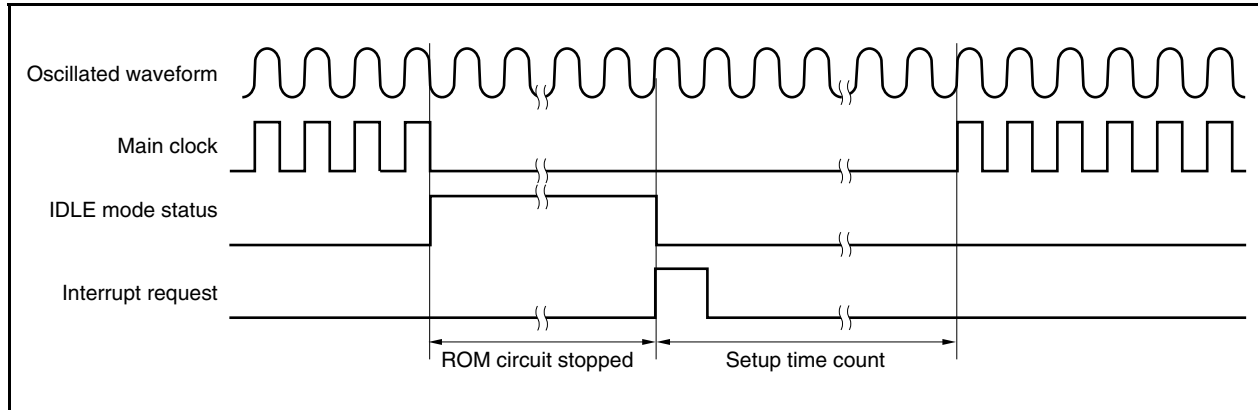 Oscillated waveform
Main clock
IDLE mode status
Interrupt request
ROM circuit stopped
Setup time count